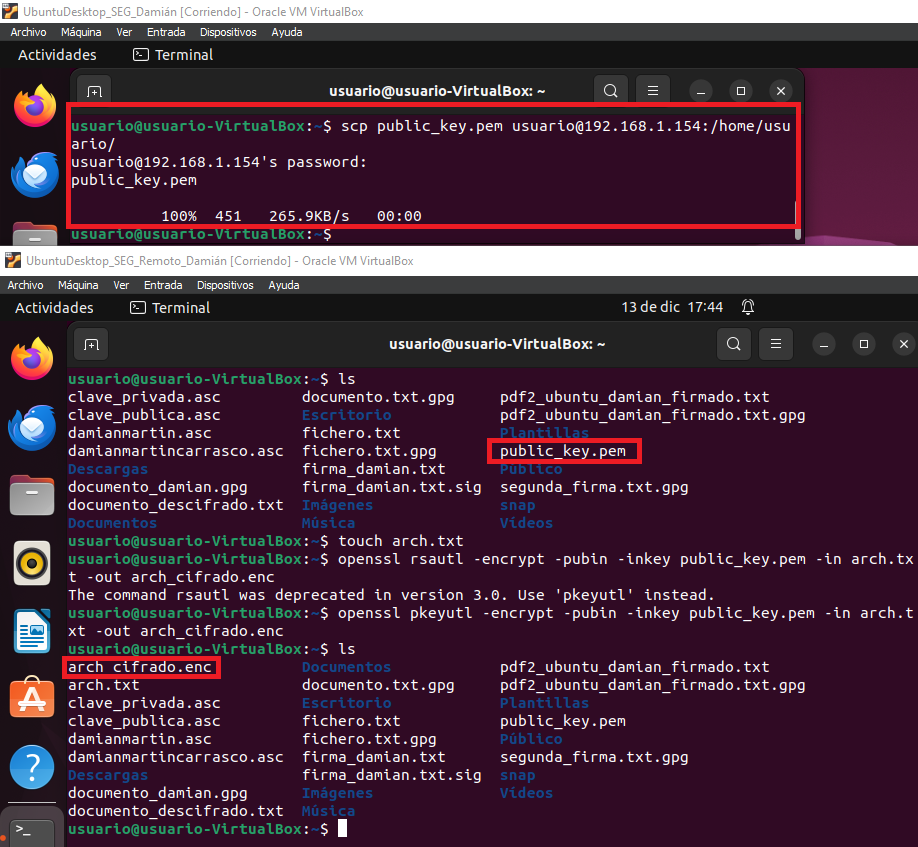 UbuntuDesktop_SEG_Damián [Corriendo] - Oracle VM VirtualBox
Archivo Máquina Ver Entrada Dispositivos Ayuda
Actividades Terminal
usuario@usuario-VirtualBox: ~
usuario@usuario-VirtualBox:~$ scp public_key.pem usuario@192.168.1.154:/home/usu
ario/
usuario@192.168.1.154's password:
public_key.pem
100% 451 265.9KB/s 00:00
usuario@usuario-VirtualBox:~$
UbuntuDesktop_SEG_Remoto_Damián [Corriendo] - Oracle VM VirtualBox
Archivo Máquina Ver Entrada Dispositivos Ayuda
Actividades Terminal 13 de dic 17:44
usuario@usuario-VirtualBox: ~
usuario@usuario-VirtualBox:~$ ls
clave_privada.asc documento.txt.gpg pdf2_ubuntu_damian_firmado.txt
clave_publica.asc Escritorio pdf2_ubuntu_damian_firmado.txt.gpg
damianmartin.asc fichero.txt Plantillas
damianmartincarrasco.asc fichero.txt.gpg public_key.pem
Descargas firma_damian.txt Público
documento_damian.gpg firma_damian.txt.sig segunda_firma.txt.gpg
documento_descifrado.txt Imágenes snap
Documentos Música Vídeos
usuario@usuario-VirtualBox:~$ touch arch.txt
usuario@usuario-VirtualBox:~$ openssl rsautl -encrypt -pubin -inkey public_key.pem -in arch.tx
t -out arch_cifrado.enc
The command rsautl was deprecated in version 3.0. Use 'pkeyutl' instead.
usuario@usuario-VirtualBox:~$ openssl pkeyutl -encrypt -pubin -inkey public_key.pem -in arch.t
xt -out arch_cifrado.enc
usuario@usuario-VirtualBox:~$ ls
arch_cifrado.enc Documentos pdf2_ubuntu_damian_firmado.txt
arch.txt documento.txt.gpg pdf2_ubuntu_damian_firmado.txt.gpg
clave_privada.asc Escritorio Plantillas
clave_publica.asc fichero.txt public_key.pem
damianmartin.asc fichero.txt.gpg Público
damianmartincarrasco.asc firma_damian.txt segunda_firma.txt.gpg
Descargas firma_damian.txt.sig snap
documento_damian.gpg Imágenes Vídeos
documento_descifrado.txt Música
usuario@usuario-VirtualBox:~$